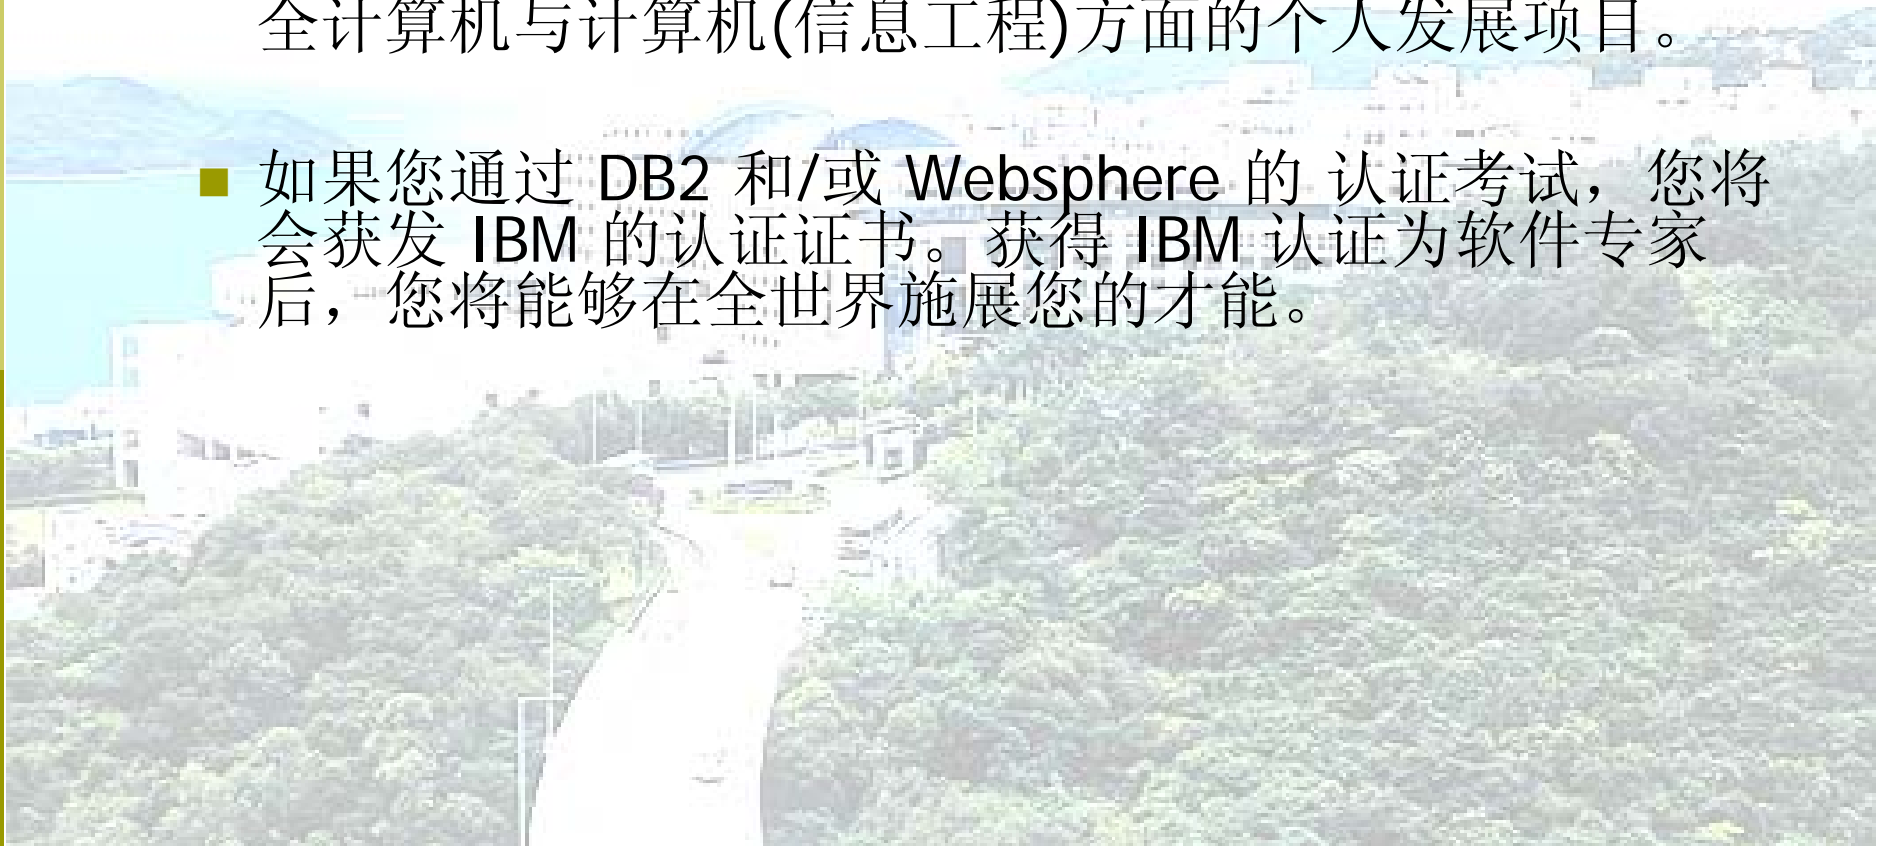 全计算机与计算机(信息工程)方面的个人发展项目。
如果您通过 DB2 和/或 Websphere 的 认证考试，您将
会获发 IBM 的认证证书。获得 IBM 认证为软件专家
后，您将能够在全世界施展您的才能。